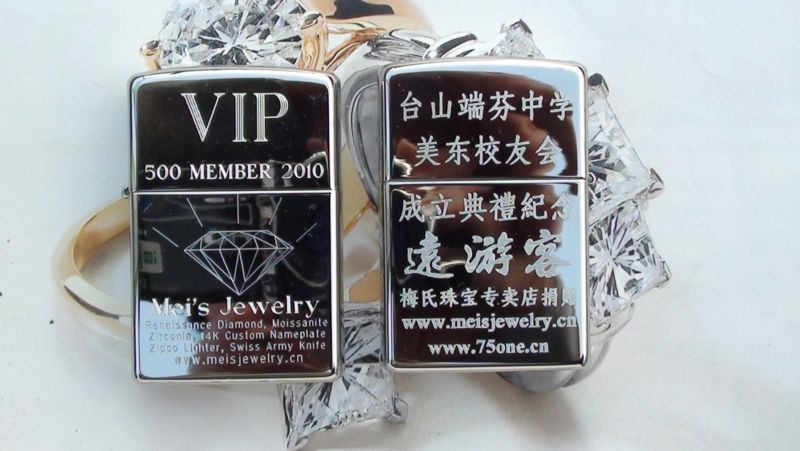 VIP
500 MEMBER 2010
Mei's Jewelry
Renaissance Diamond, Moissanite
Zirconia, 14K Custom Nameplate
Zippo Lighter, Swiss Army Knife
www.meisjewelry.cn
台山端芬中学
美东校友会
成立典禮紀念
遠游客
梅氏珠宝专卖店捐赠
www.meisjewelry.cn
www.75one.cn